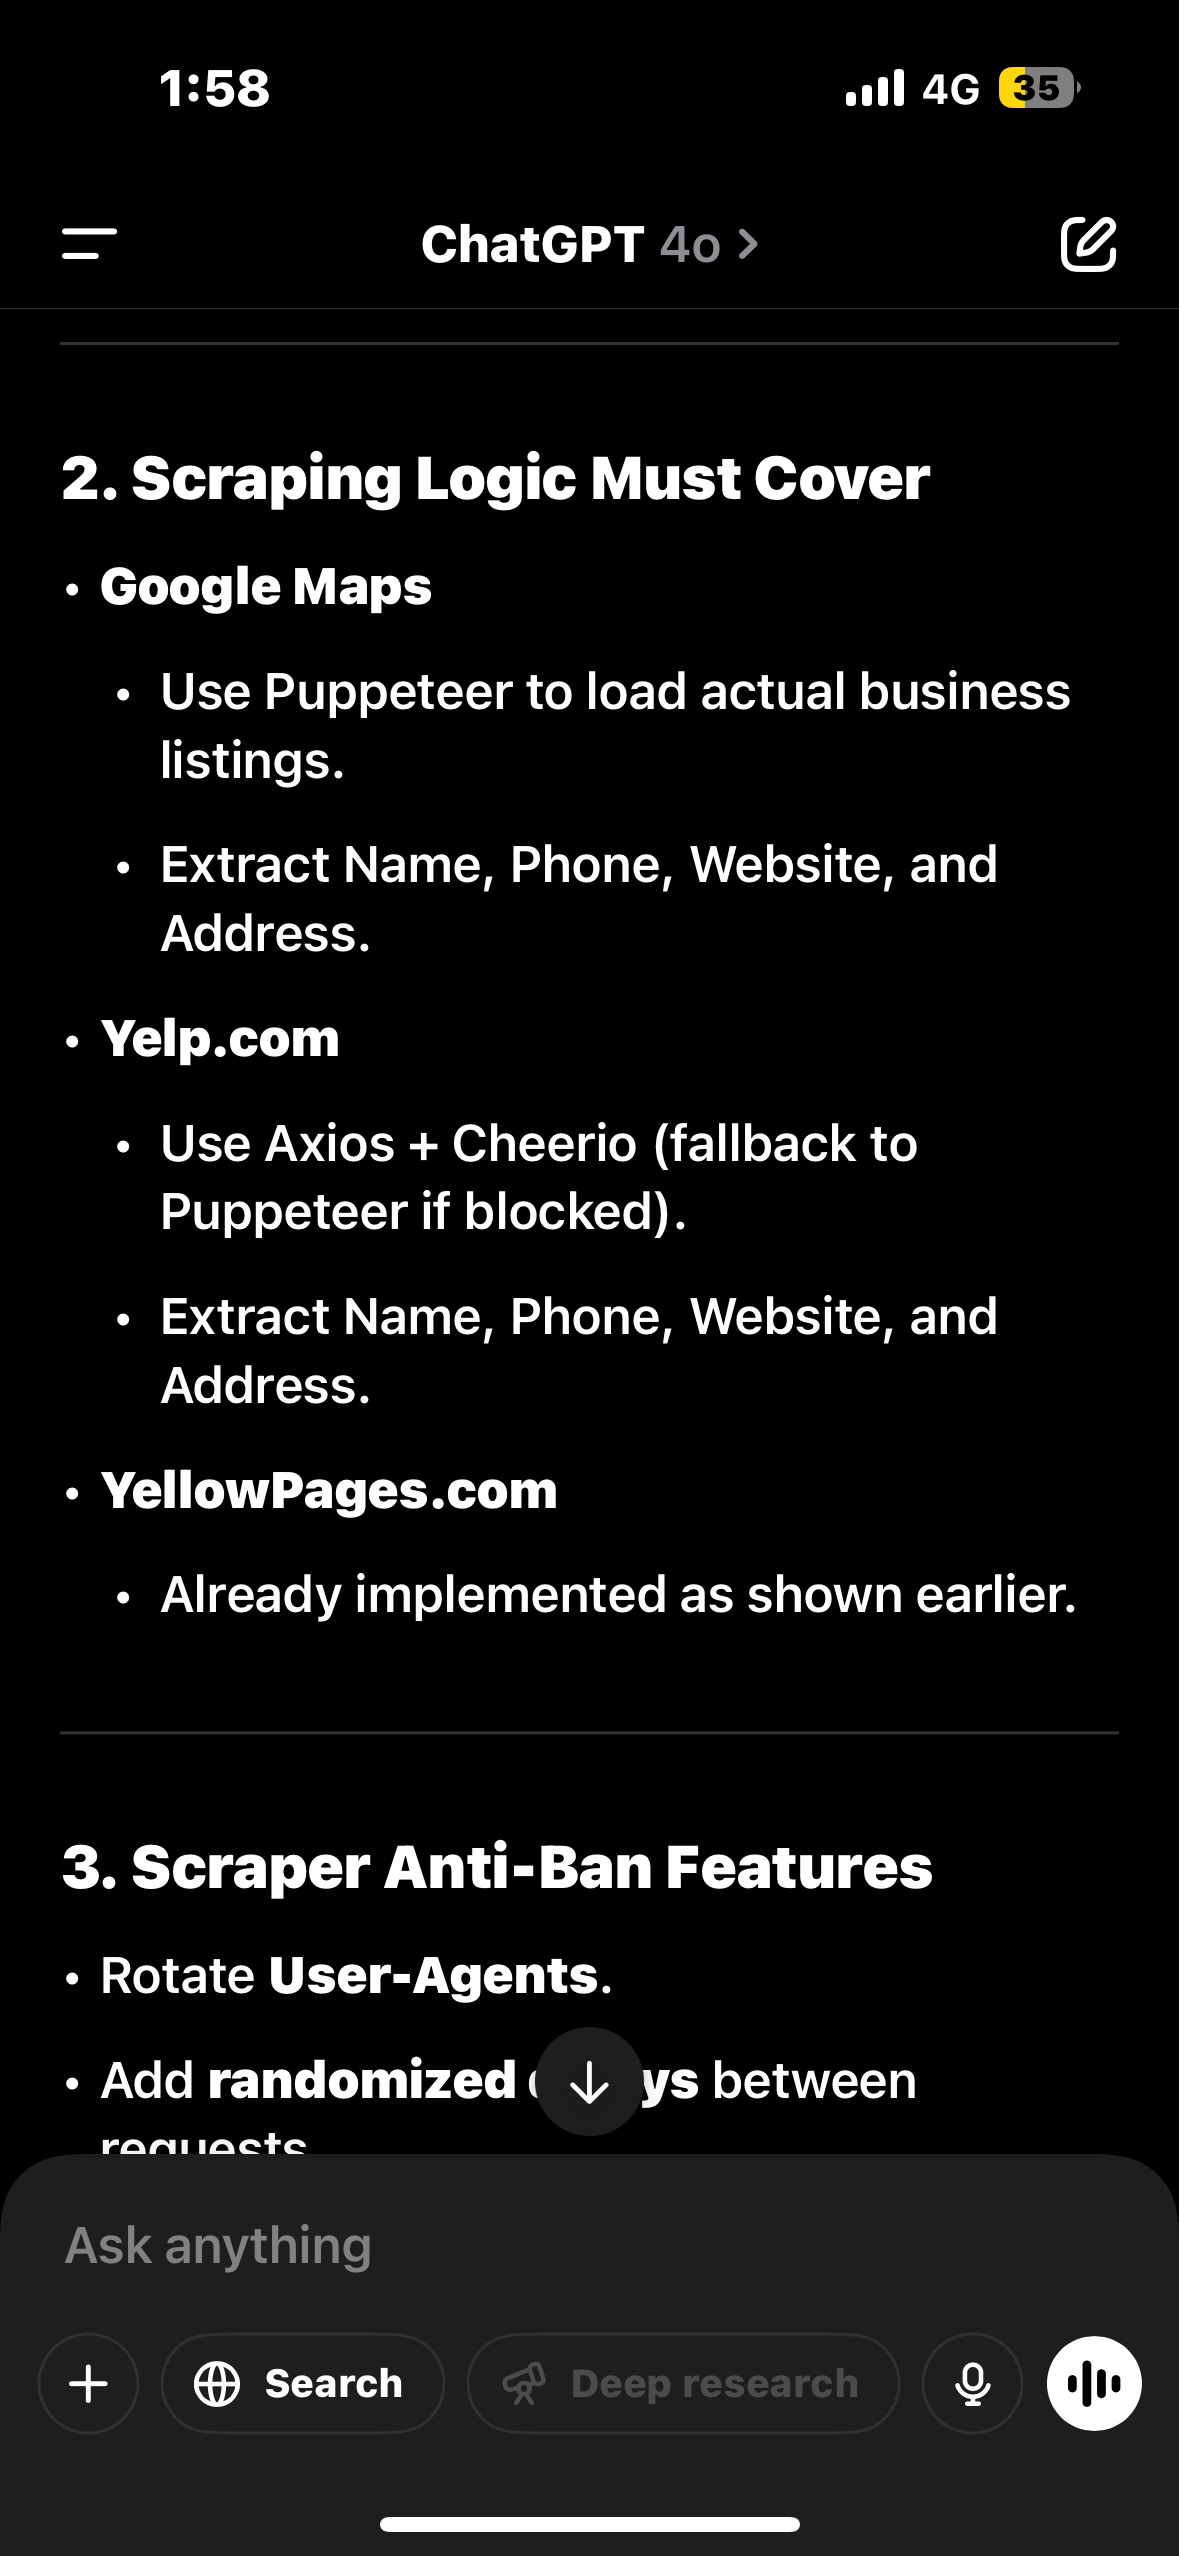 1:58
4G 35
ChatGPT 4o >
2. Scraping Logic Must Cover
• Google Maps
• Use Puppeteer to load actual business
listings.
• Extract Name, Phone, Website, and
Address.
• Yelp.com
• Use Axios + Cheerio (fallback to
Puppeteer if blocked).
• Extract Name, Phone, Website, and
Address.
• YellowPages.com
• Already implemented as shown earlier.
3. Scraper Anti-Ban Features
• Rotate User-Agents.
• Add randomized between
requests
Ask anything
Search
Deep research